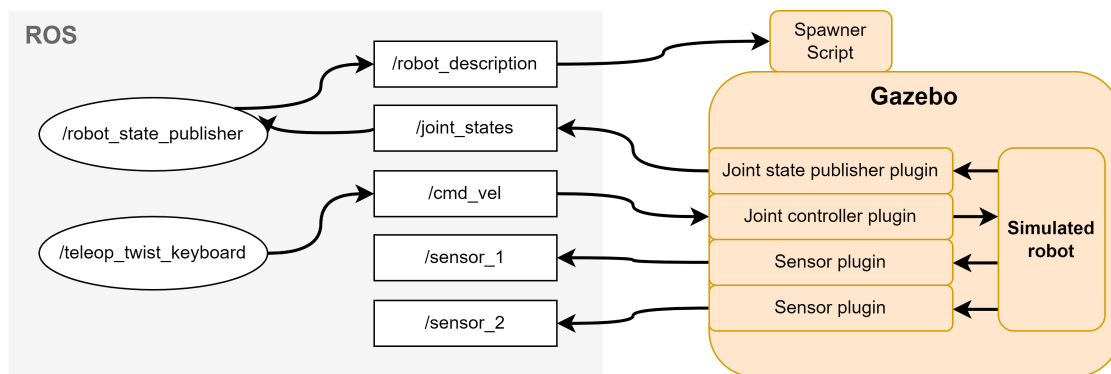 ROS
/robot_description
Spawner
Script
Gazebo
/robot_state_publisher
/joint_states
Joint state publisher plugin
/cmd_vel
Joint controller plugin
Simulated
robot
/teleop_twist_keyboard
/sensor_1
Sensor plugin
/sensor_2
Sensor plugin